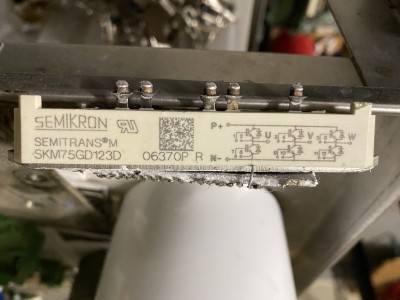 SEMIKRON
SEMITRANS®M
SKM75GD123D 06370P R
P+
U V W
N-